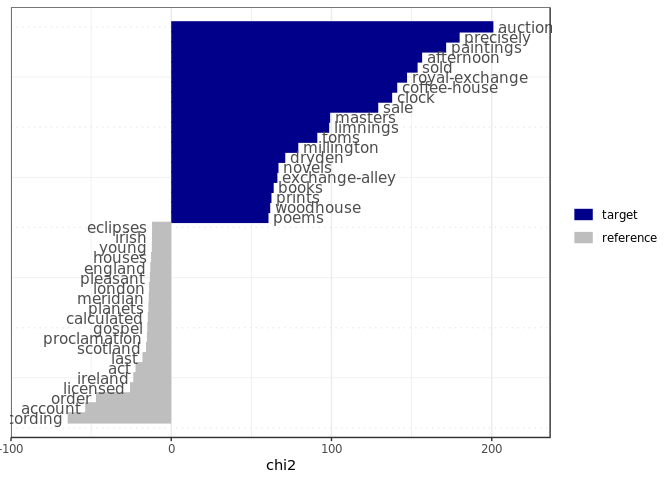 auction
precisely
paintings
afternoon
sold
royal-exchange
coffee-house
clock
sale
masters
limnings
toms
millington
dryden
novels
exchange-alley
books
prints
woodhouse
poems
eclipses
irish
young
houses
england
pleasant
london
meridian
planets
calculated
gospel
proclamation
scotland
last
act
ireland
licensed
order
account
cording
target
reference
-100 0 100 200
chi2